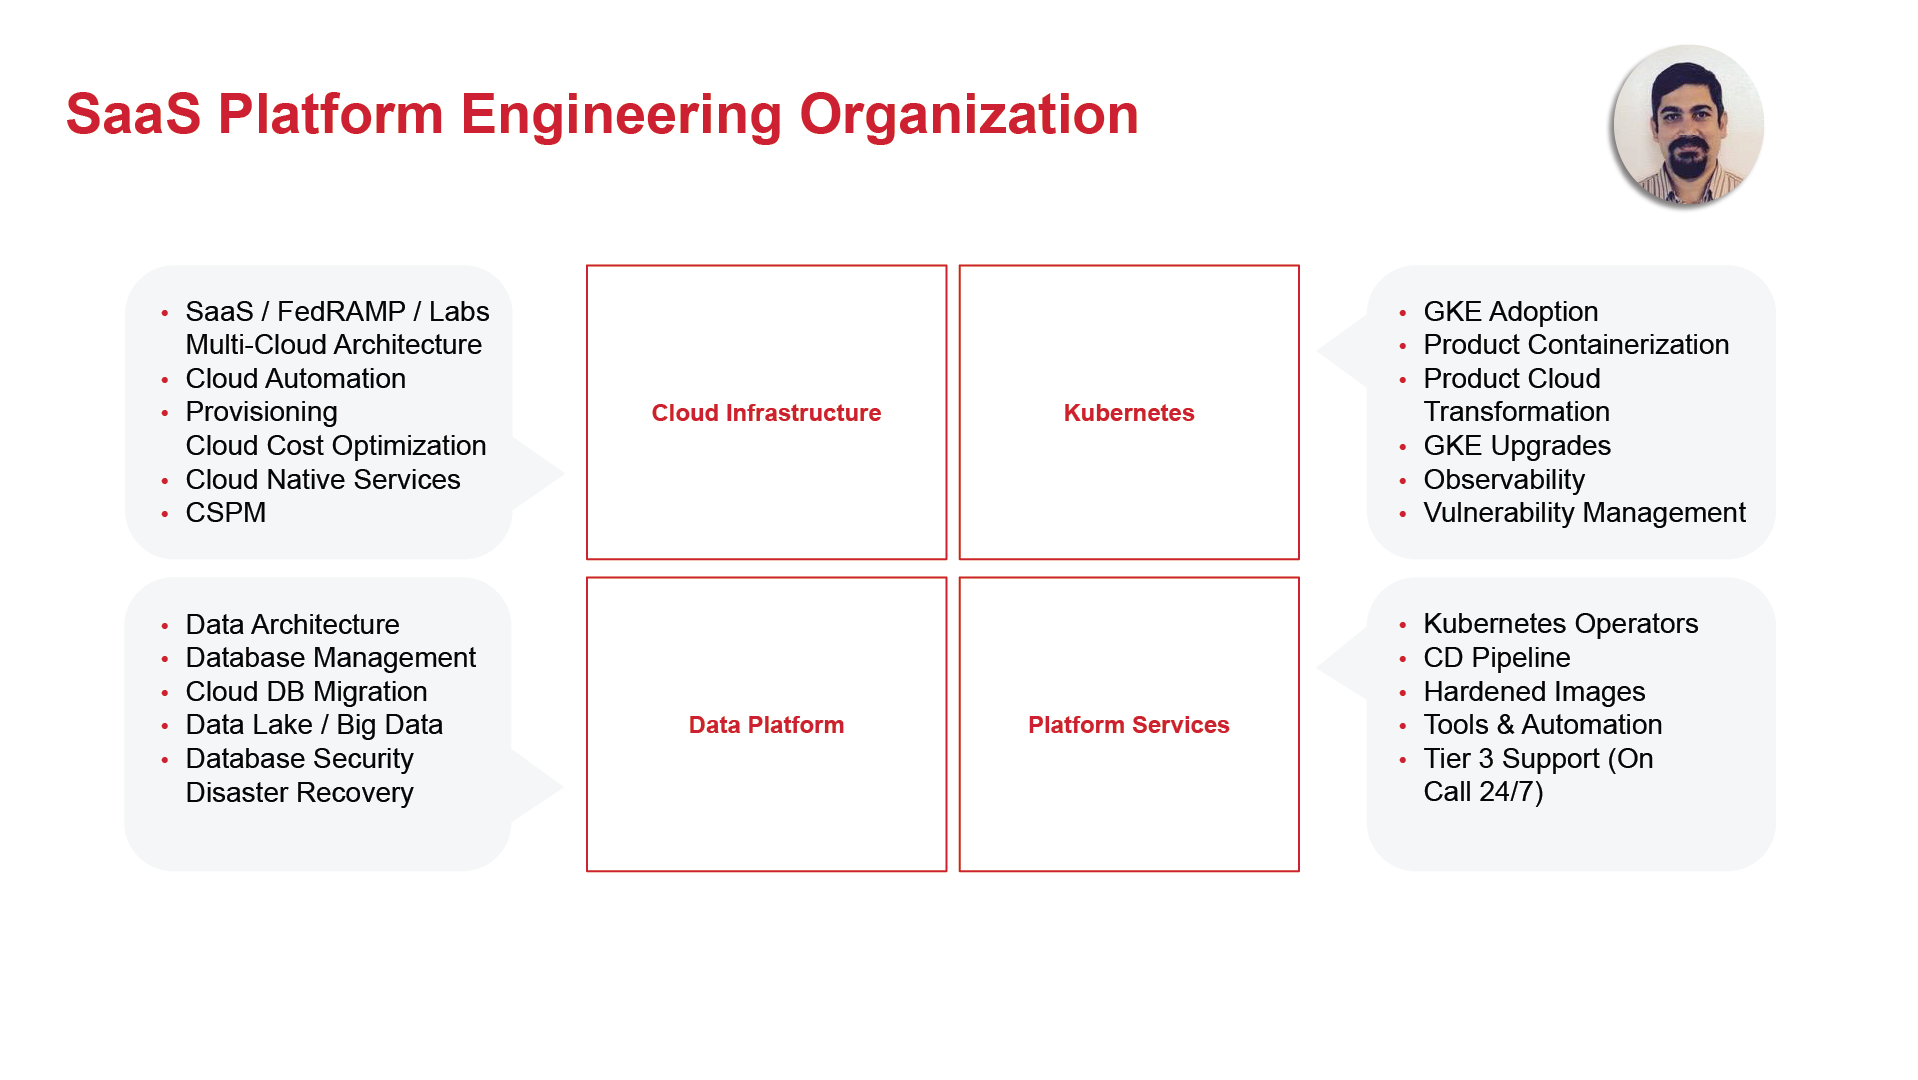 SaaS Platform Engineering Organization
• SaaS / FedRAMP / Labs
Multi-Cloud Architecture
• Cloud Automation
• Provisioning
Cloud Cost Optimization
• Cloud Native Services
• CSPM
Cloud Infrastructure
Kubernetes
• GKE Adoption
• Product Containerization
• Product Cloud
Transformation
• GKE Upgrades
• Observability
• Vulnerability Management
• Data Architecture
• Database Management
• Cloud DB Migration
• Data Lake / Big Data
• Database Security
Disaster Recovery
Data Platform
Platform Services
• Kubernetes Operators
• CD Pipeline
• Hardened Images
• Tools & Automation
• Tier 3 Support (On
Call 24/7)